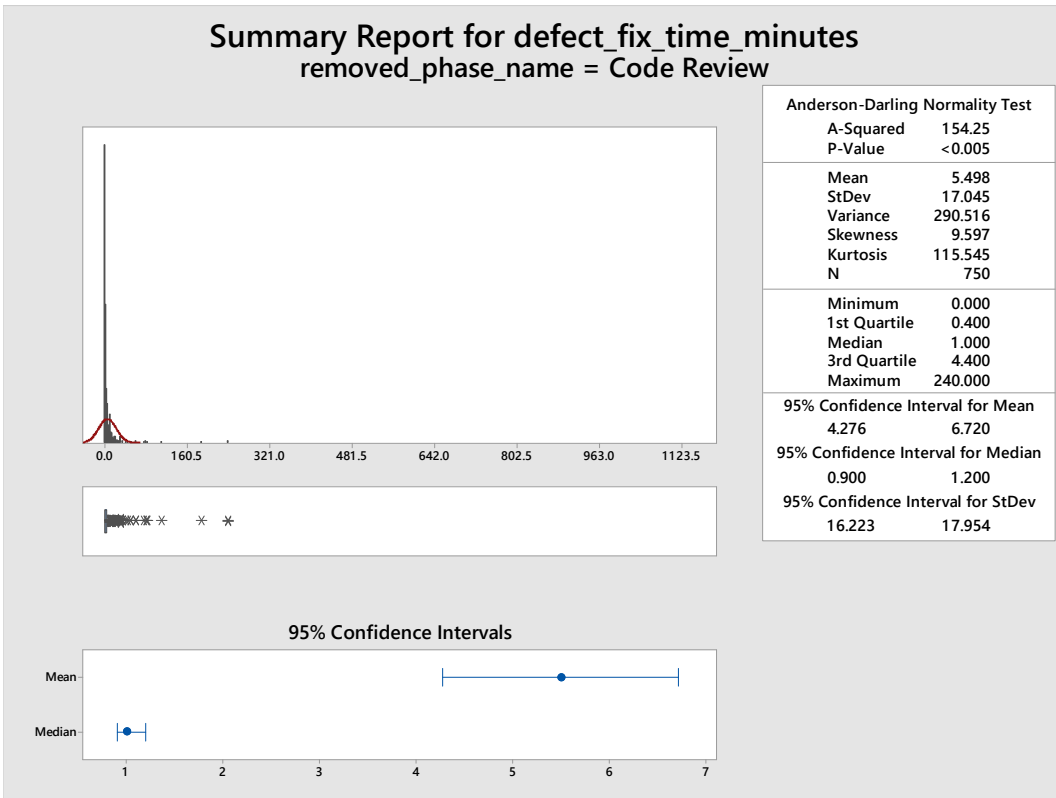 Summary Report for defect_fix_time_minutes
removed_phase_name = Code Review
Anderson-Darling Normality Test
A-Squared 154.25
P-Value <0.005
Mean 5.498
StDev 17.045
Variance 290.516
Skewness 9.597
Kurtosis 115.545
N 750
Minimum 0.000
1st Quartile 0.400
Median 1.000
3rd Quartile 4.400
Maximum 240.000
95% Confidence Interval for Mean
4.276 6.720
95% Confidence Interval for Median
0.900 1.200
95% Confidence Interval for StDev
16.223 17.954
0.0 160.5 321.0 481.5 642.0 802.5 963.0 1123.5
95% Confidence Intervals
Mean
Median
1 2 3 4 5 6 7